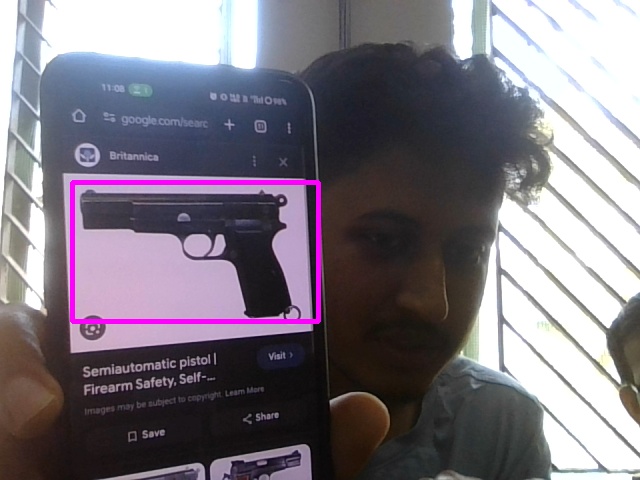 11:08
98%
google.com/searc
Britannica
Semiautomatic pistol |
Firearm Safety, Self-...
Visit >
Images may be subject to copyright. Learn More
Save
Share